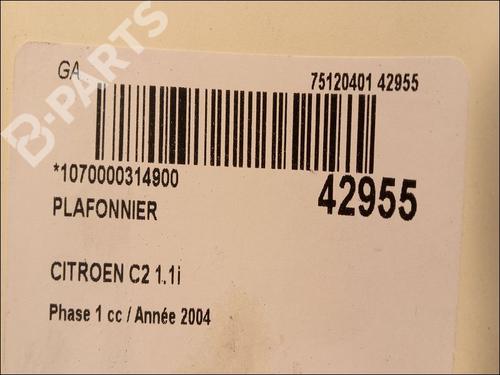 GA
75120401 42955
*1070000314900
42955
PLAFONNIER
CITROEN C2 1.1i
Phase 1 cc / Année 2004
B-PARTS